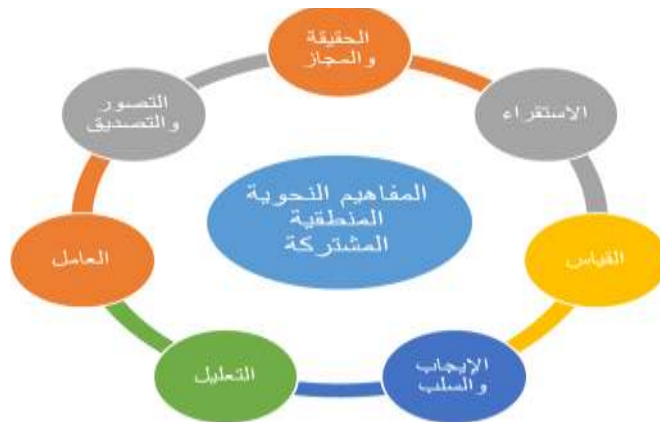 الحقيقة
والمجاز
الاستقراء
القياس
الإيجاب
والسلب
التعليل
العامل
التصور
والتصديق
المفاهيم النحوية
المنطقية
المشتركة